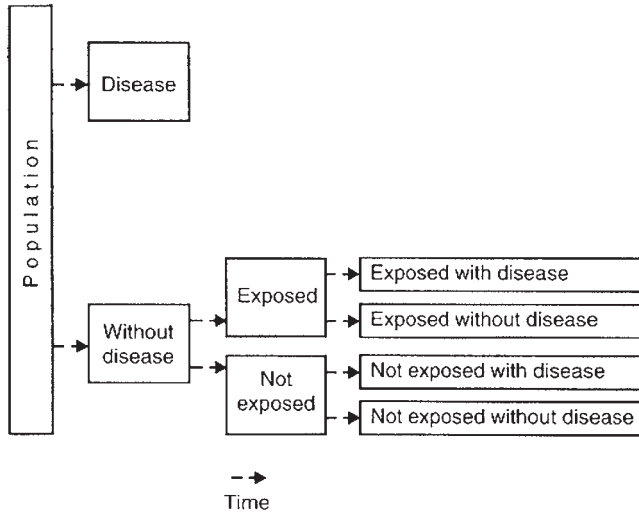 Population
Disease
Without
disease
Exposed
Not
exposed
Exposed with disease
Exposed without disease
Not exposed with disease
Not exposed without disease
Time